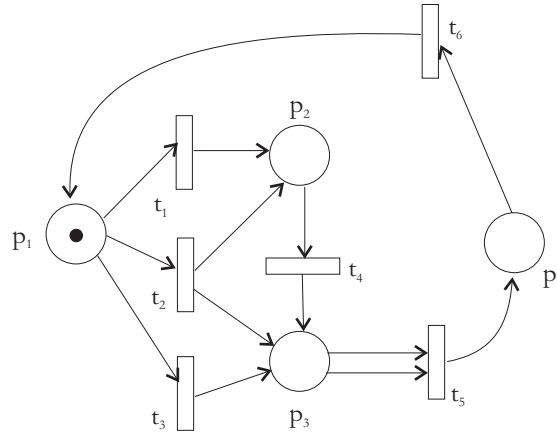 t₆
p₂
t₁
p₁
t₂
t₄
p
t₃
p₃
t₅